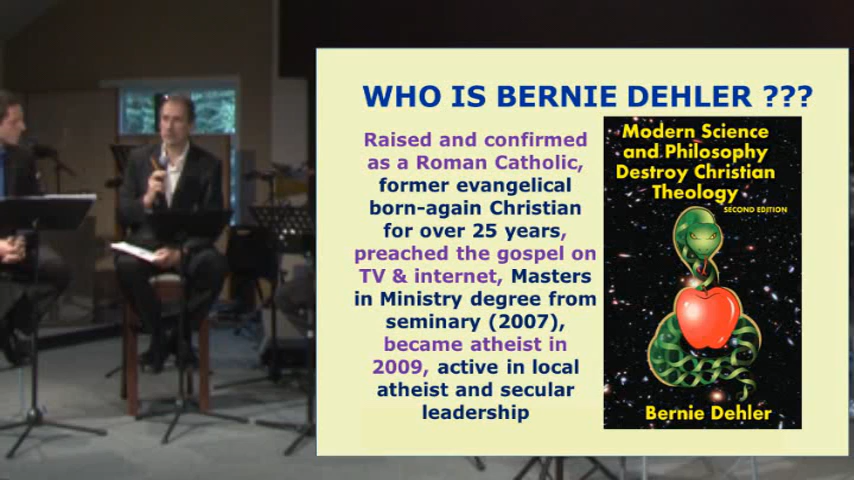 WHO IS BERNIE DEHLER ???
Raised and confirmed
as a Roman Catholic,
former evangelical
born-again Christian
for over 25 years,
preached the gospel on
TV & internet, Masters
in Ministry degree from
seminary (2007),
became atheist in
2009, active in local
atheist and secular
leadership
Modern Science
and Philosophy
Destroy Christian
Theology
SECOND EDITION
Bernie Dehler